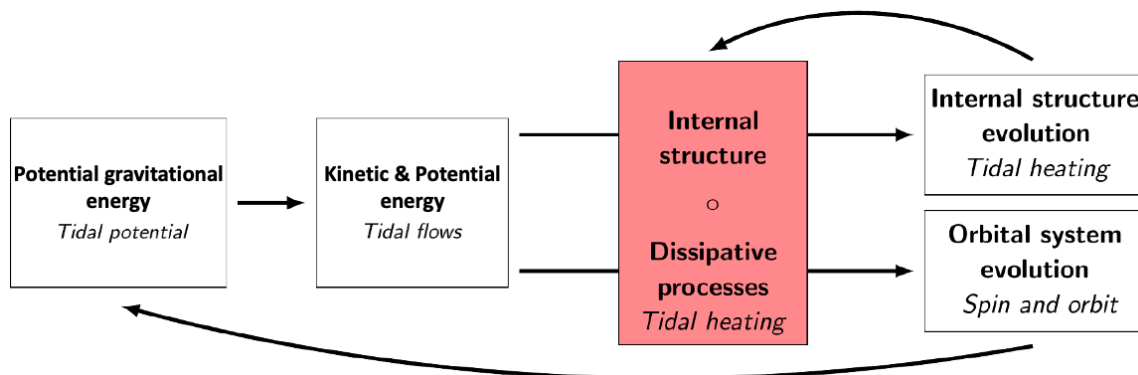 Potential gravitational
energy
Tidal potential
Kinetic & Potential
energy
Tidal flows
Internal
structure
○
Dissipative
processes
Tidal heating
Internal structure
evolution
Tidal heating
Orbital system
evolution
Spin and orbit